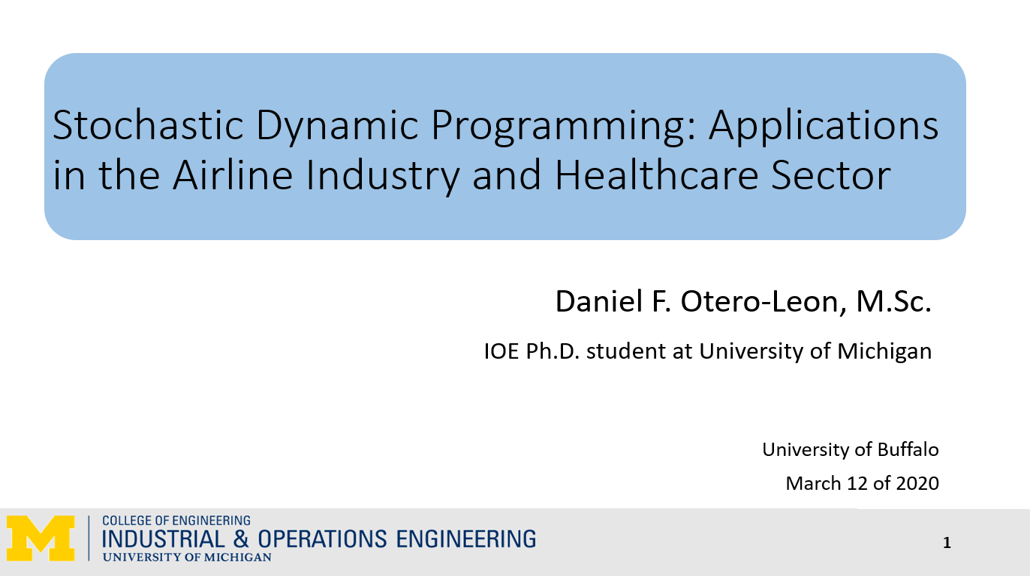 Stochastic Dynamic Programming: Applications
in the Airline Industry and Healthcare Sector
Daniel F. Otero-Leon, M.Sc.
IOE Ph.D. student at University of Michigan
University of Buffalo
March 12 of 2020
M
COLLEGE OF ENGINEERING
INDUSTRIAL & OPERATIONS ENGINEERING
UNIVERSITY OF MICHIGAN
1